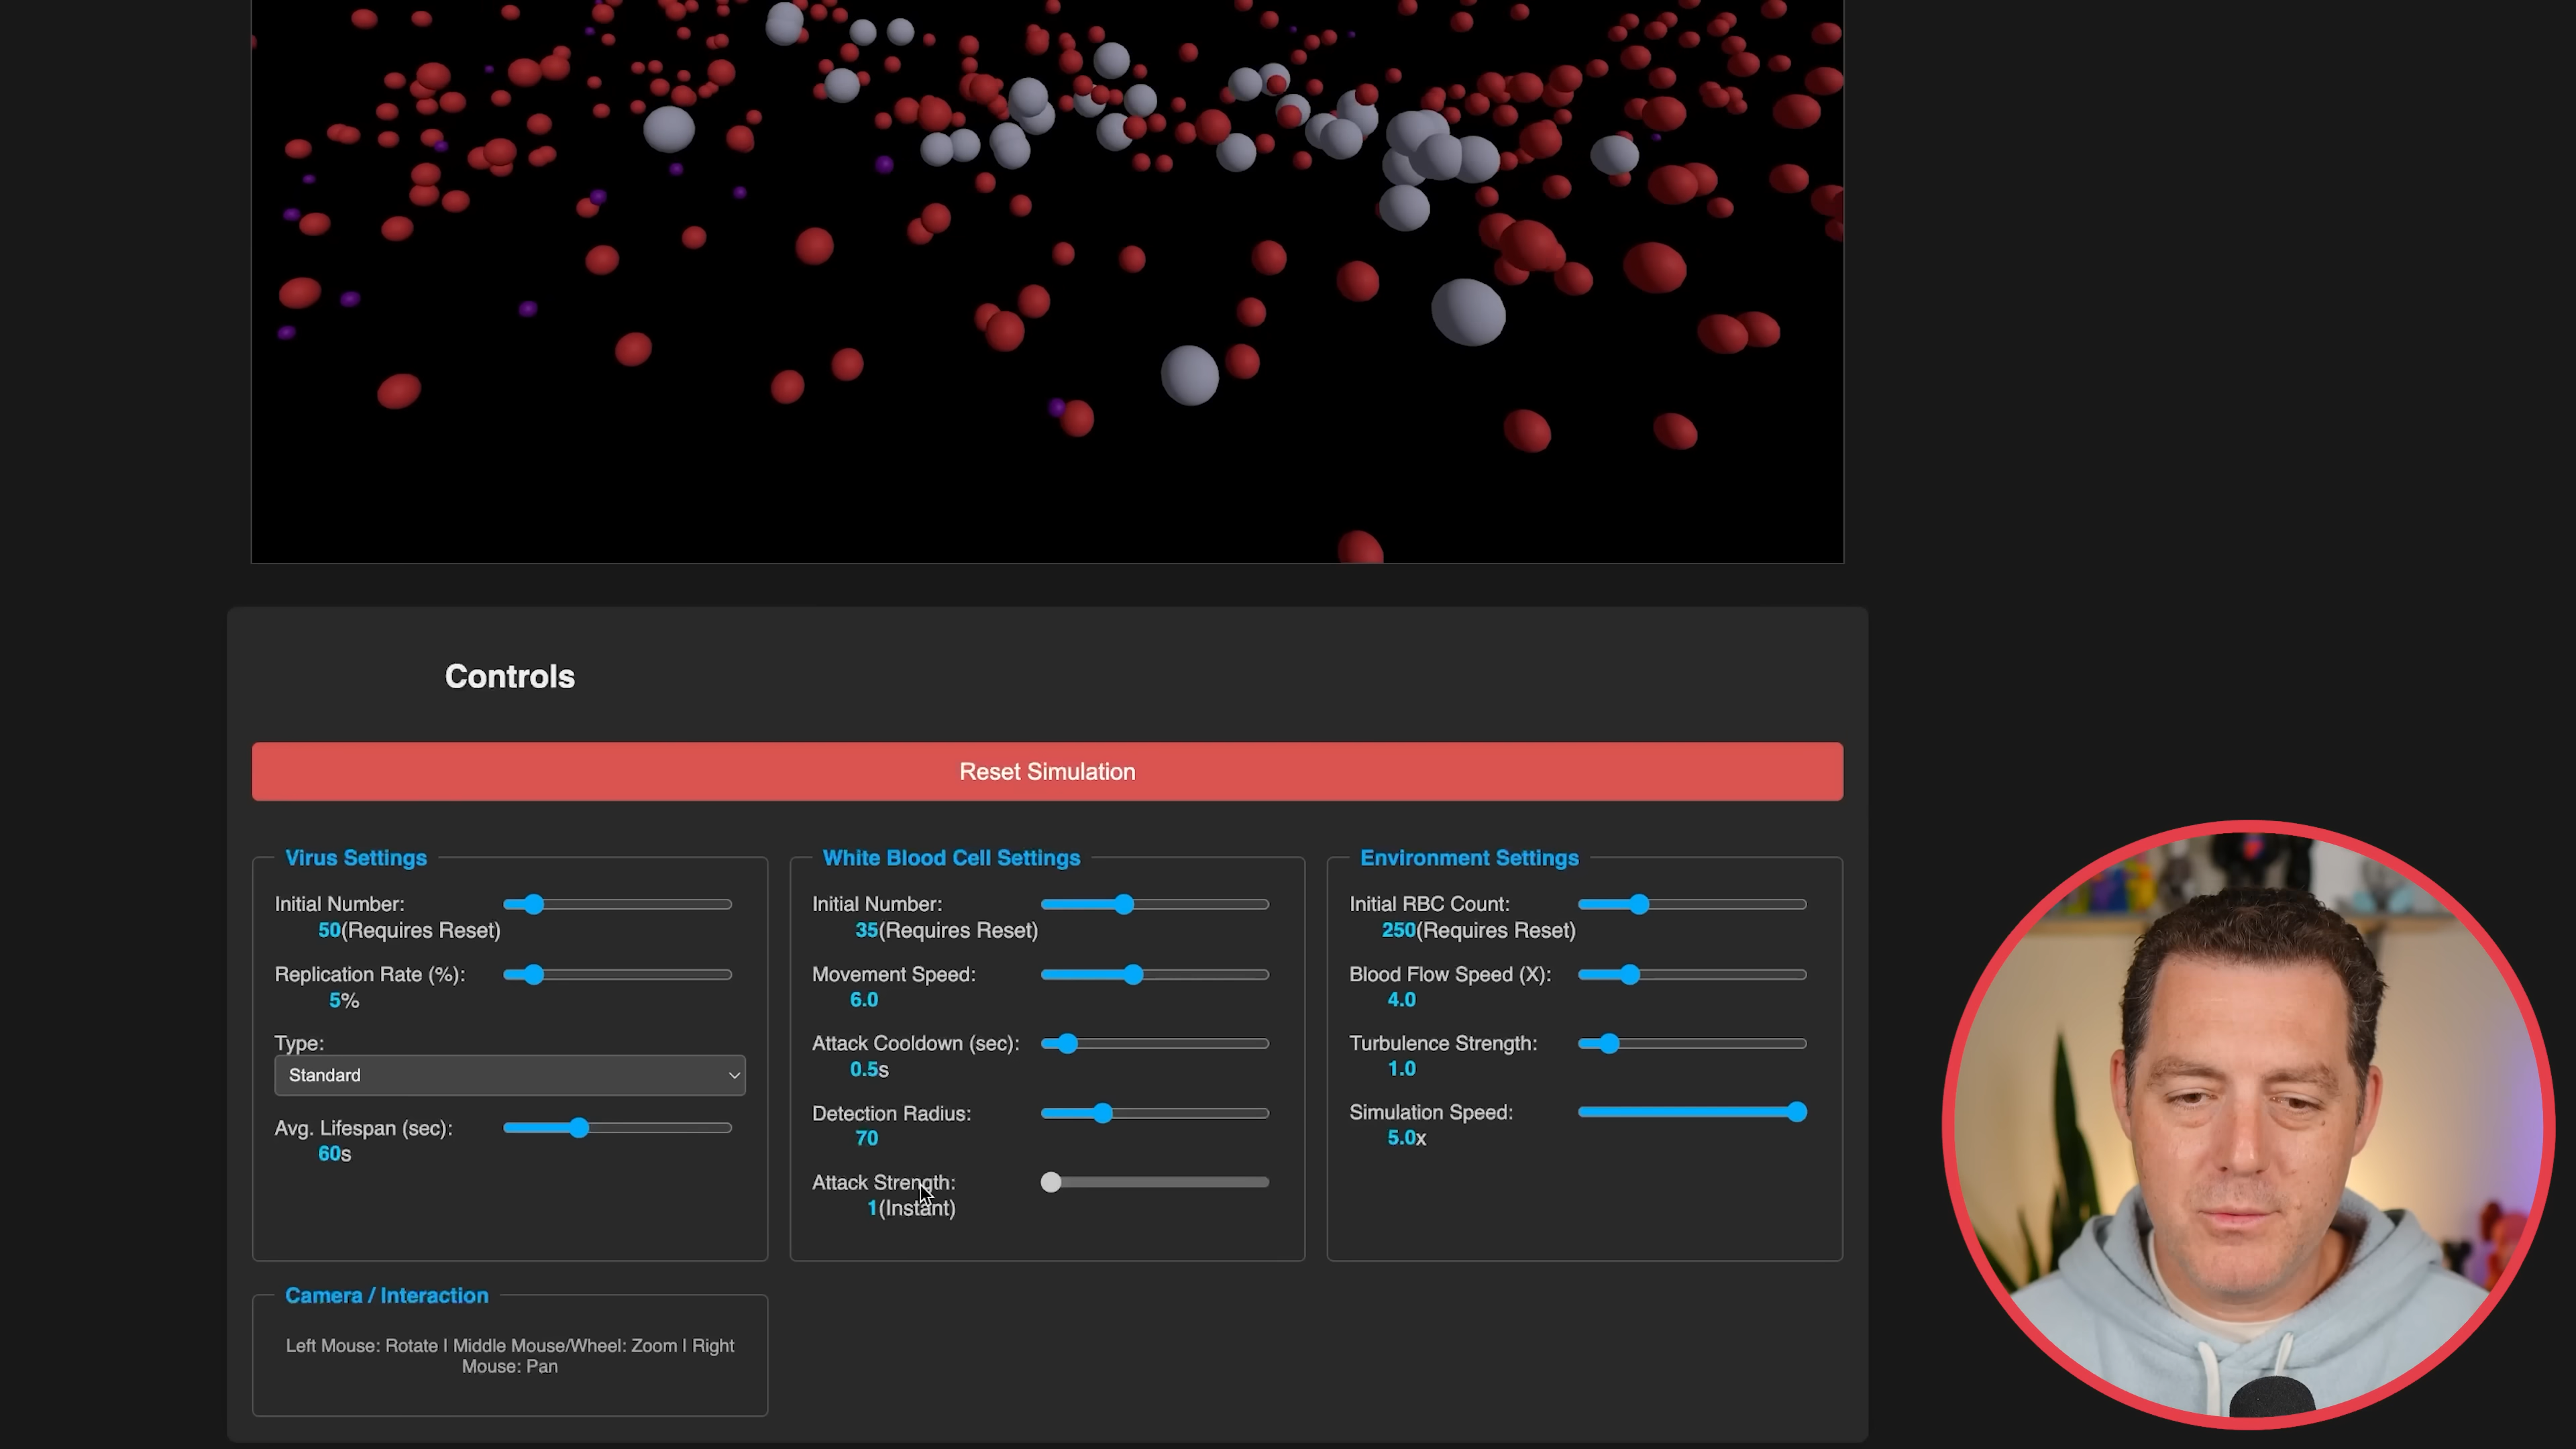 Controls
Reset Simulation
Virus Settings
Initial Number:
50(Requires Reset)
Replication Rate (%):
5%
Type:
Standard
Avg. Lifespan (sec):
60s
White Blood Cell Settings
Initial Number:
35(Requires Reset)
Movement Speed:
6.0
Attack Cooldown (sec):
0.5s
Detection Radius:
70
Attack Strength:
1(Instant)
Environment Settings
Initial RBC Count:
250(Requires Reset)
Blood Flow Speed (X):
4.0
Turbulence Strength:
1.0
Simulation Speed:
5.0x
Camera / Interaction
Left Mouse: Rotate | Middle Mouse/Wheel: Zoom | Right
Mouse: Pan